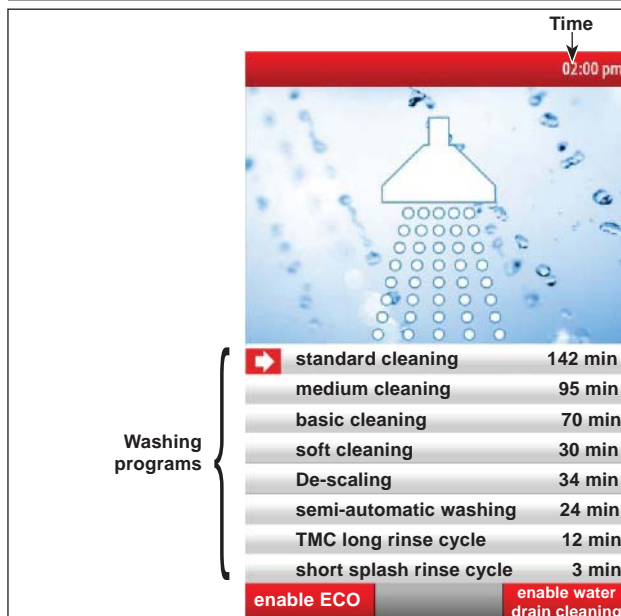 Time
02:00 pm
standard cleaning 142 min
medium cleaning 95 min
basic cleaning 70 min
Washing
programs
soft cleaning 30 min
De-scaling 34 min
semi-automatic washing 24 min
TMC long rinse cycle 12 min
short splash rinse cycle 3 min
enable ECO
enable water
drain cleaning